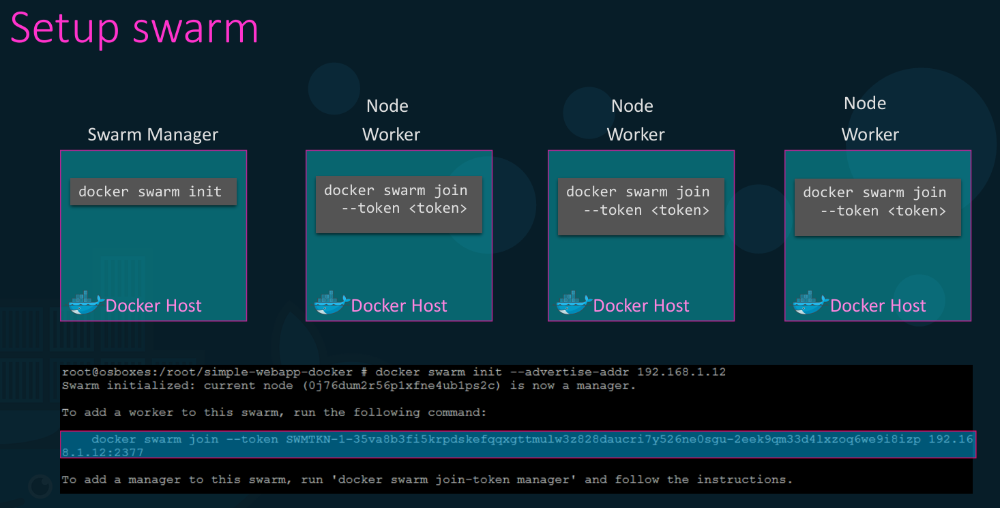 Setup swarm
Node
Node
Node
Swarm Manager
Worker
Worker
Worker
docker swarm init
docker swarm join
--token <token>
docker swarm join
--token <token>
docker swarm join
--token <token>
Docker Host
Docker Host
Docker Host
Docker Host
root@osboxes:/root/simple-webapp-docker # docker swarm init --advertise-addr 192.168.1.12
Swarm initialized: current node (0j76dum2r56p1xfne4ub1ps2c) is now a manager.
To add a worker to this swarm, run the following command:
docker swarm join --token SWMTKN-1-35va8b3fi5krpdskefqqxgttmulw3z828daucri7y526ne0sgu-2eek9qm33d4lxzoq6we9i8izp 192.16
8.1.12:2377
To add a manager to this swarm, run 'docker swarm join-token manager' and follow the instructions.